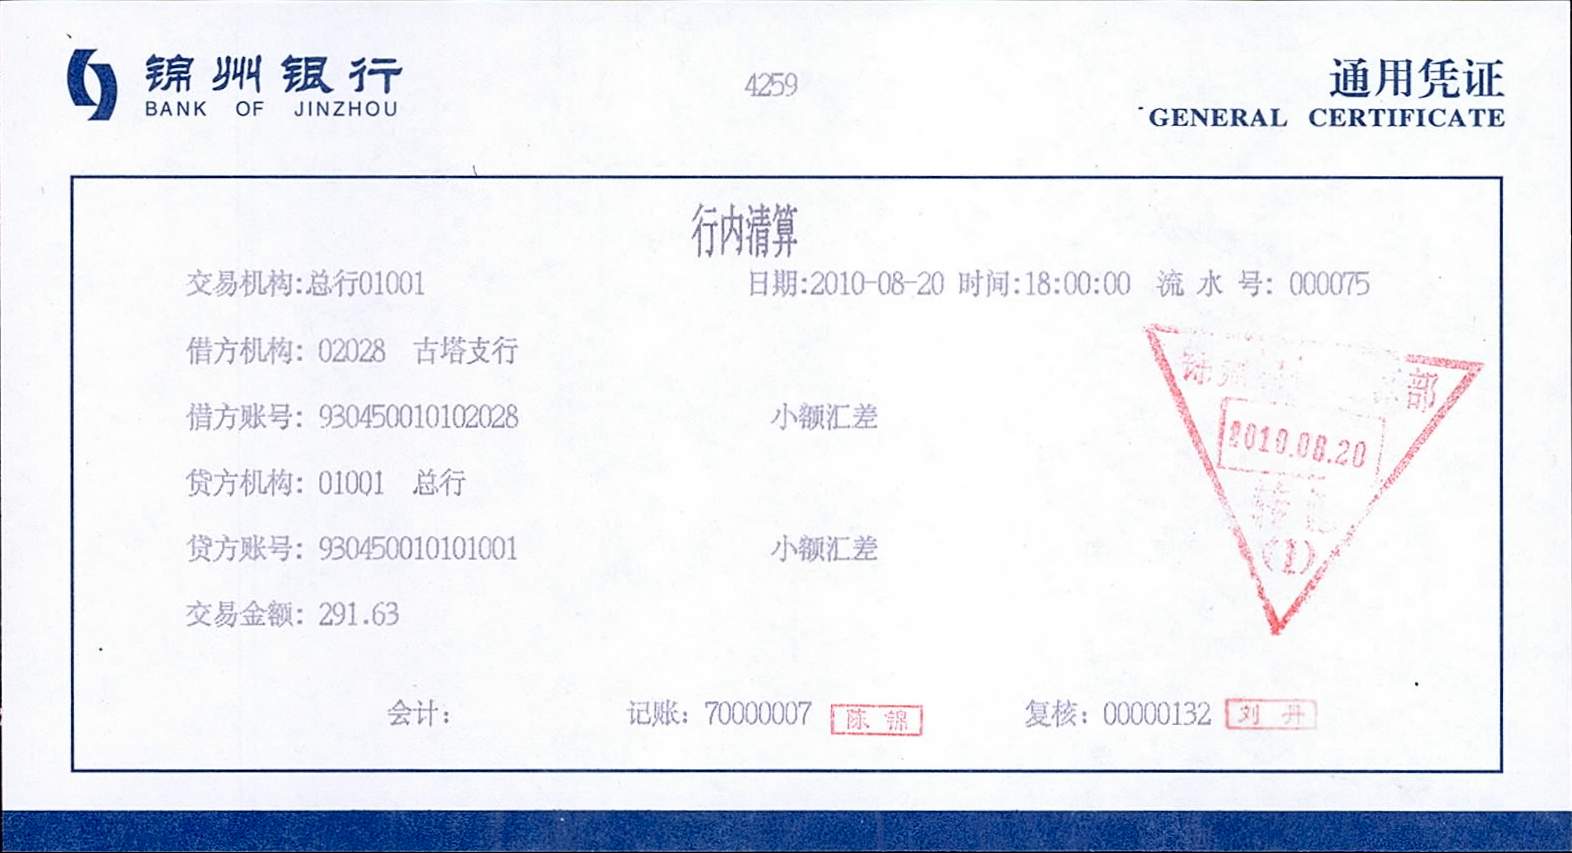 锦州银行
BANK OF JINZHOU
4259
通用凭证
GENERAL CERTIFICATE
行内清算
交易机构:总行01001 日期:2010-08-20 时间:18:00:00 流 水 号: 000075
借方机构: 02028 古塔支行
借方账号: 930450010102028 小额汇差
贷方机构: 01001 总行
贷方账号: 930450010101001 小额汇差
交易金额: 291.63
锦州 部
2010.08.20
转
(1)
会计: 记账: 70000007 陈 锦 复核: 00000132 刘 丹